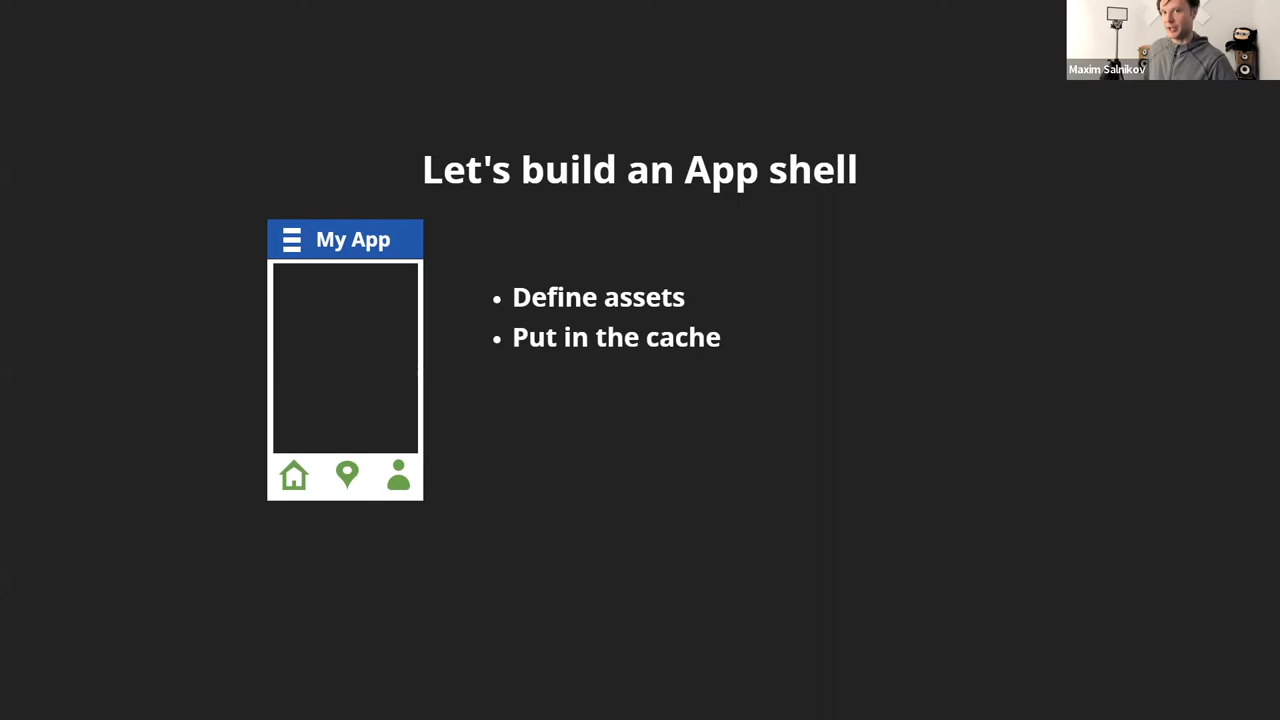 Maxim Salnikov
Let's build an App shell
My App
Define assets
Put in the cache